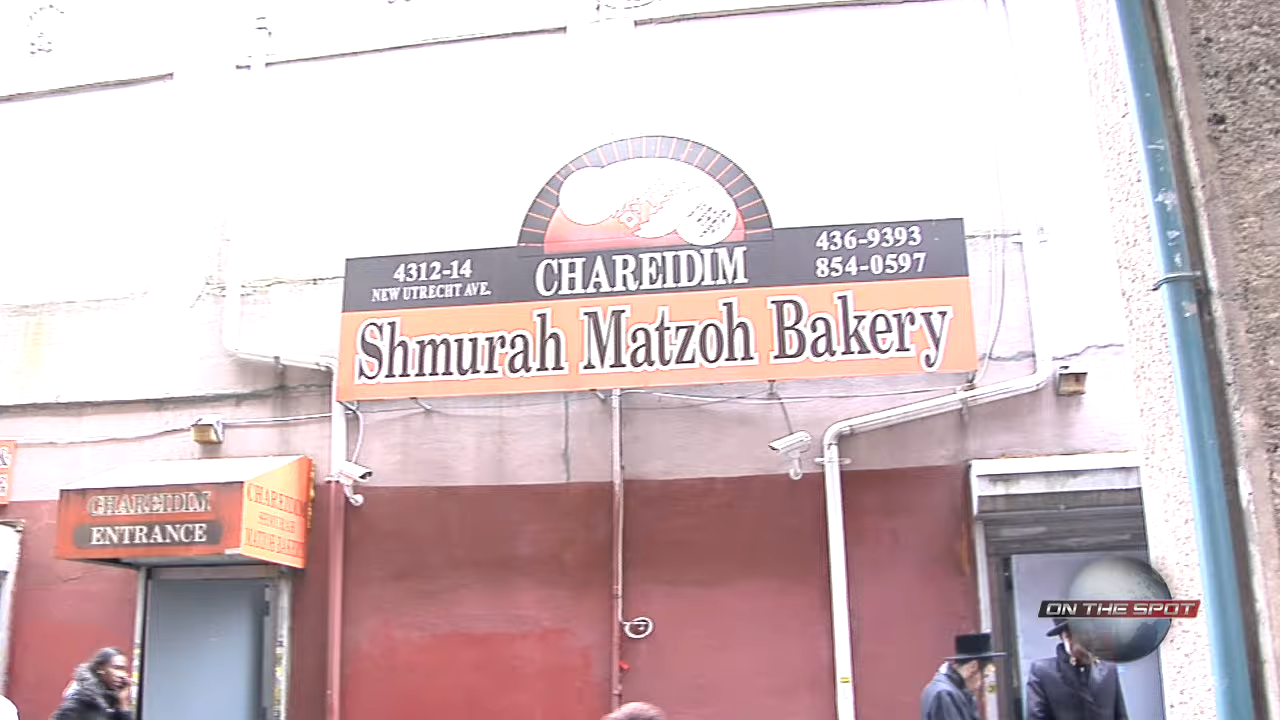 4312-14
NEW UTRECHT AVE.
CHAREIDIM
436-9393
854-0597
Shmurah Matzoh Bakery
CHAREIDIM
ENTRANCE
CHAREIDIM
SHMURAH
MATZOH BAKERY
ON THE SPOT